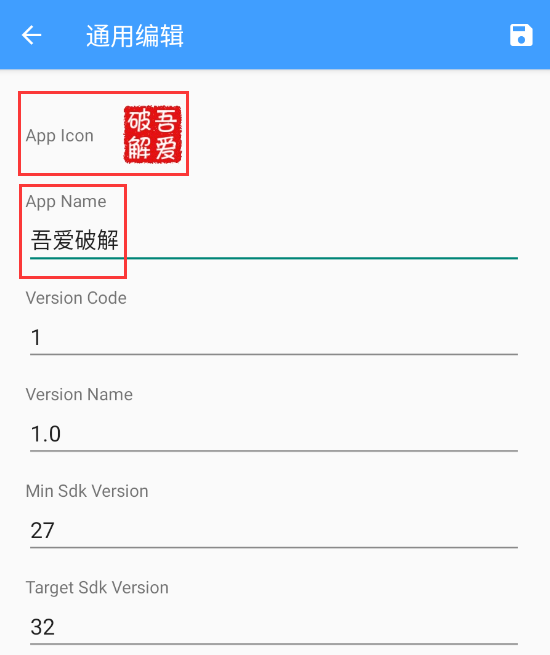 通用编辑
App Icon
吾爱破解
App Name
吾爱破解
Version Code
1
Version Name
1.0
Min Sdk Version
27
Target Sdk Version
32